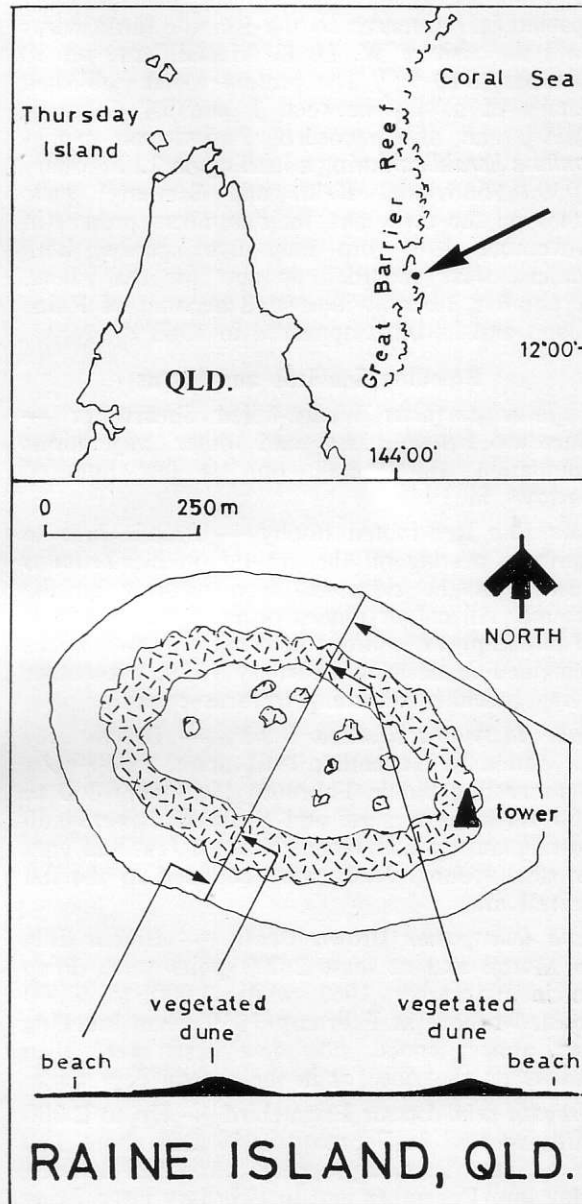 Coral Sea
Thursday
Island
Great Barrier Reef
12°00'
QLD.
144°00'
0 250 m
NORTH
tower
vegetated
dune
vegetated
dune
beach
beach
RAINE ISLAND, QLD.